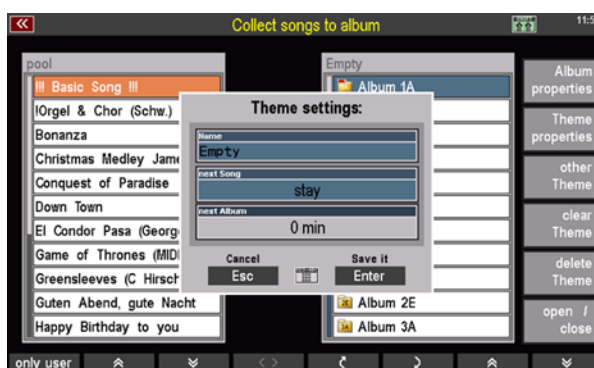 Collect songs to album
11:5
pool
Empty
!!! Basic Song !!!
!Orgel & Chor (Schw.)
Bonanza
Christmas Medley Jame
Conquest of Paradise
Down Town
El Condor Pasa (Georg
Game of Thrones (MIDI
Greensleeves (C Hirsch
Guten Abend, gute Nacht
Happy Birthday to you
Album 1A
Album 2E
Album 3A
Theme settings:
Name
Empty
next Song
stay
next Album
0 min
Cancel
Esc
Save it
Enter
Album
properties
Theme
properties
other
Theme
clear
Theme
delete
Theme
open /
close
only user